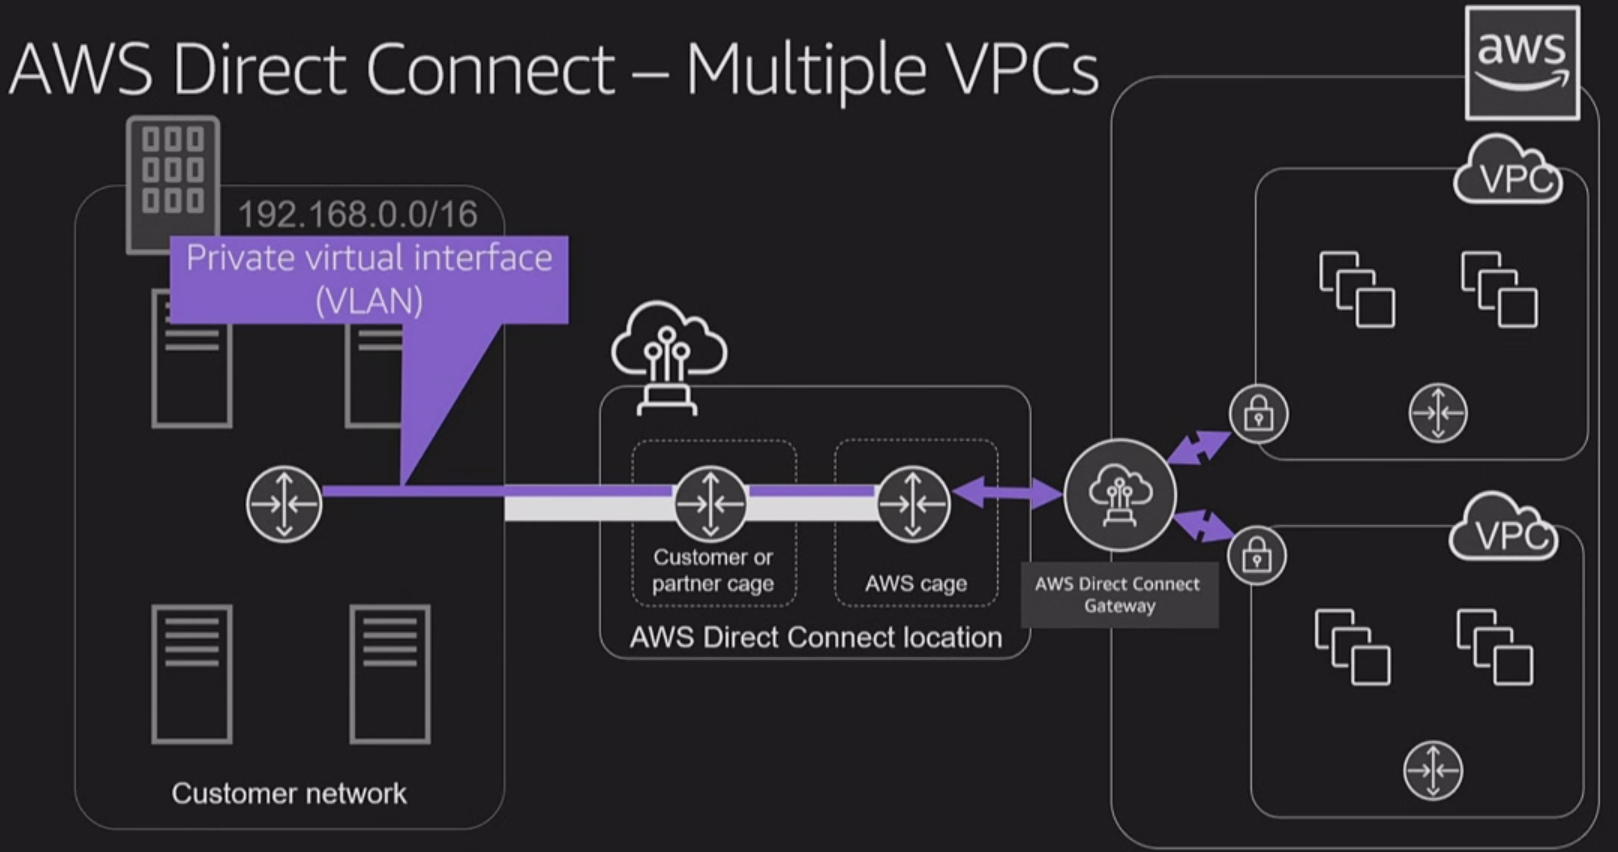 AWS Direct Connect – Multiple VPCs
aws
VPC
192.168.0.0/16
Private virtual interface
(VLAN)
Customer or
partner cage
AWS cage
AWS Direct Connect location
AWS Direct Connect
Gateway
VPC
Customer network